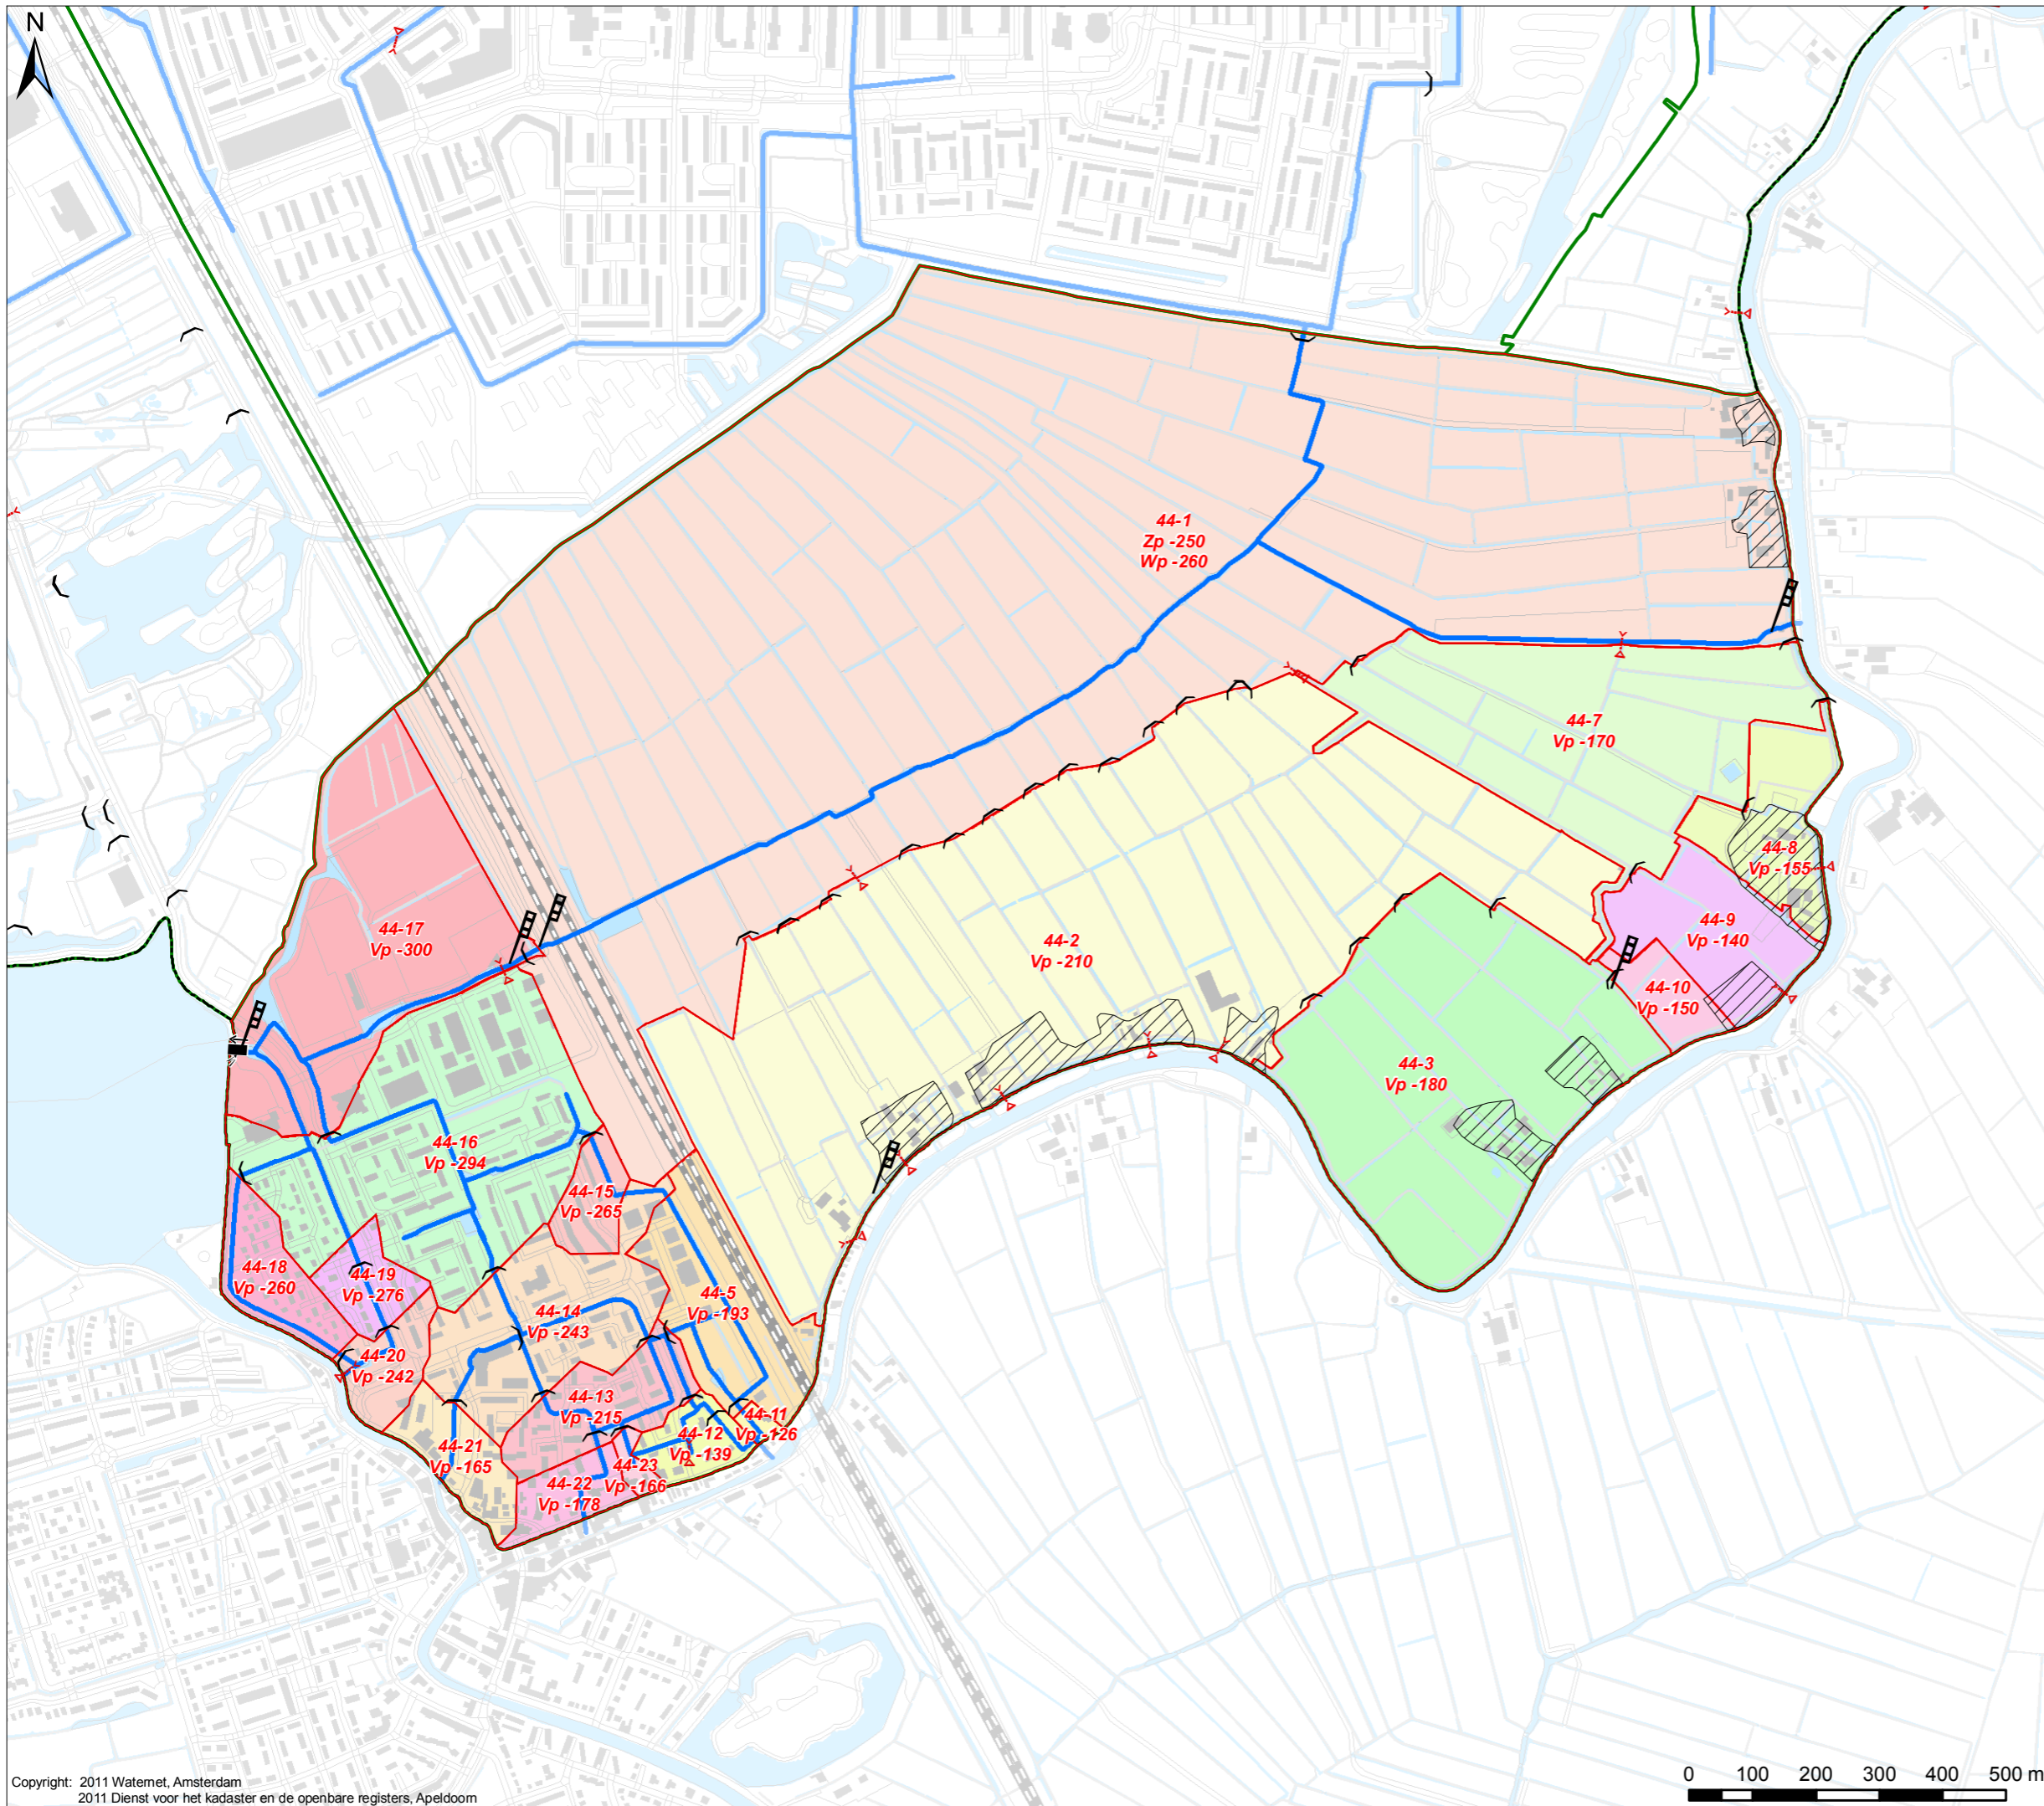 N
44-1
Zp -250
Wp -260
44-7
Vp -170
44-8
Vp -155
44-9
Vp -140
44-17
Vp -300
44-2
Vp -210
44-10
Vp -150
44-3
Vp -180
44-16
Vp -294
44-15
Vp -265
44-18
Vp -260
44-19
Vp -276
44-5
Vp -193
44-14
Vp -243
44-20
Vp -242
44-13
Vp -215
44-11
Vp -126
44-12
Vp -139
44-21
Vp -165
44-23
Vp -166
44-22
Vp -178
Copyright: 2011 Waternet, Amsterdam
2011 Dienst voor het kadaster en de openbare registers, Apeldoorn
0 100 200 300 400 500 m